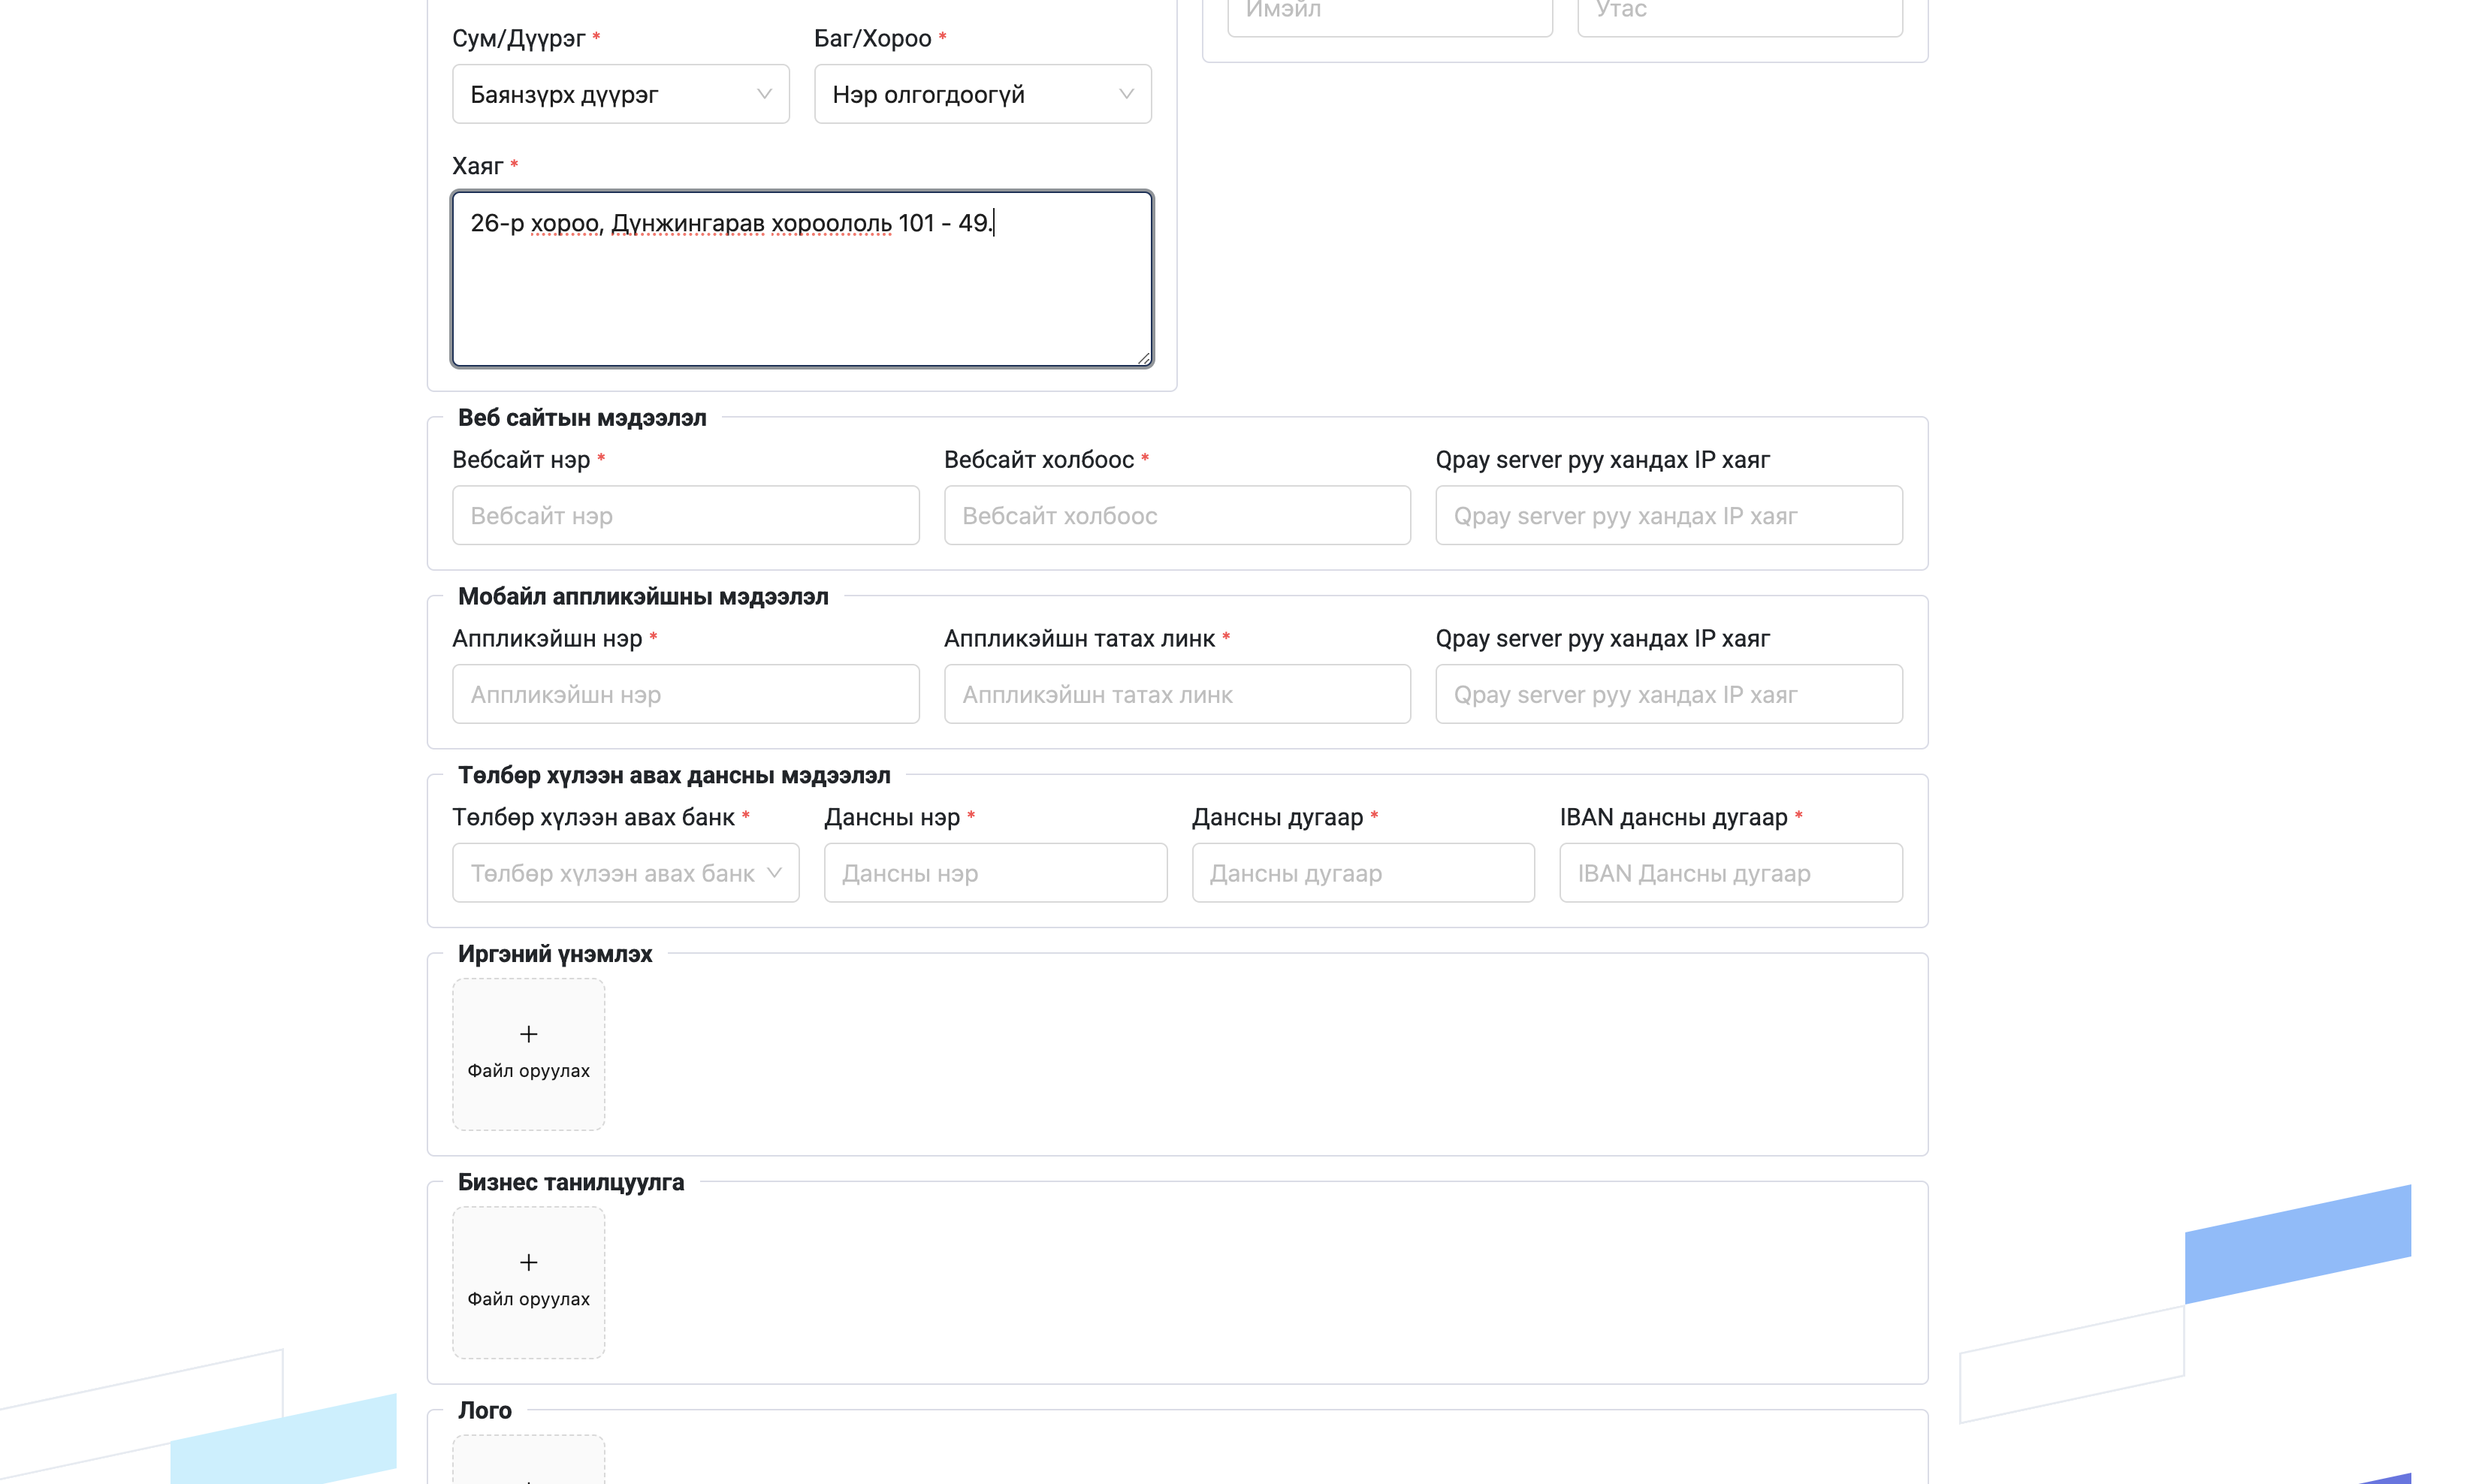 Имэйл Утас
Сум/Дүүрэг * Баг/Хороо *
Баянзүрх дүүрэг Нэр олгогдоогүй
Хаяг *
26-р хороо, Дүнжингарав хороололь 101 - 49.
Веб сайтын мэдээлэл
Вебсайт нэр * Вебсайт холбоос * Qpay server руу хандах IP хаяг
Вебсайт нэр Вебсайт холбоос Qpay server руу хандах IP хаяг
Мобайл аппликэйшны мэдээлэл
Аппликэйшн нэр * Аппликэйшн татах линк * Qpay server руу хандах IP хаяг
Аппликэйшн нэр Аппликэйшн татах линк Qpay server руу хандах IP хаяг
Төлбөр хүлээн авах дансны мэдээлэл
Төлбөр хүлээн авах банк * Дансны нэр * Дансны дугаар * IBAN дансны дугаар *
Төлбөр хүлээн авах банк Дансны нэр Дансны дугаар IBAN Дансны дугаар
Иргэний үнэмлэх
Файл оруулах
Бизнес танилцуулга
Файл оруулах
Лого